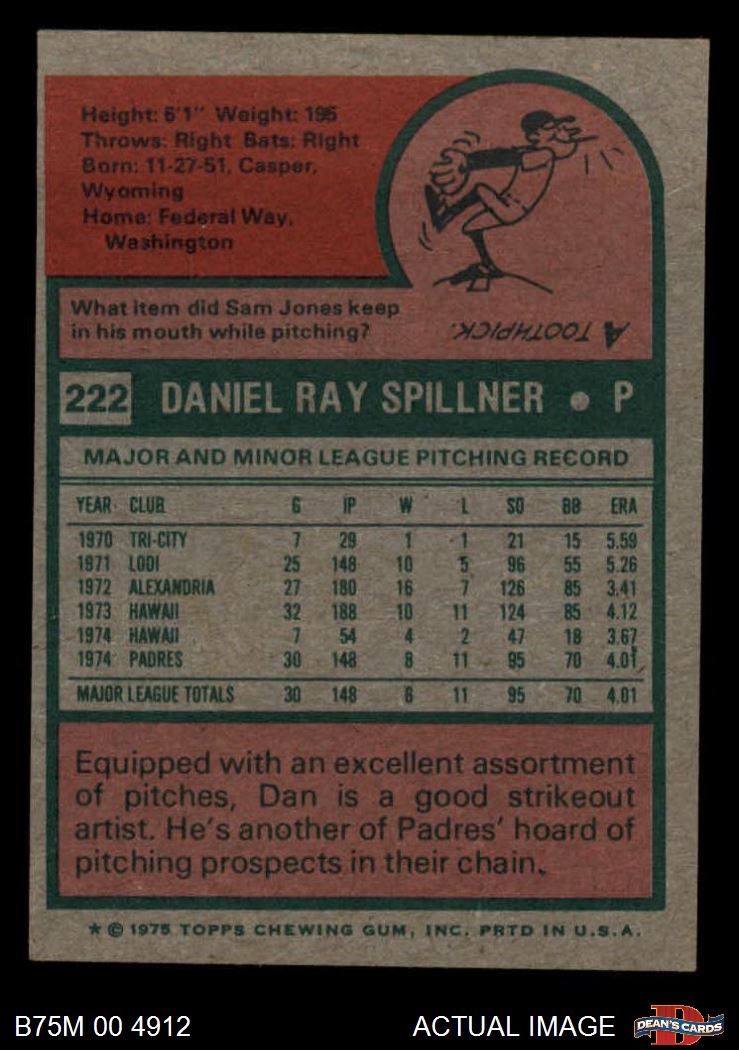 Height: 6'1" Weight: 195
Throws: Right Bats: Right
Born: 11-27-51, Casper,
Wyoming
Home: Federal Way,
Washington
What item did Sam Jones keep
in his mouth while pitching?
A TOOTHPICK.
222 DANIEL RAY SPILLNER • P
MAJOR AND MINOR LEAGUE PITCHING RECORD
YEAR CLUB G IP W L SO BB ERA
1970 TRI-CITY 7 29 1 1 21 15 5.59
1971 LODI 25 148 10 5 96 55 5.26
1972 ALEXANDRIA 27 180 16 7 126 85 3.41
1973 HAWAII 32 188 10 11 124 85 4.12
1974 HAWAII 7 54 4 2 47 18 3.67
1974 PADRES 30 148 8 11 95 70 4.01
MAJOR LEAGUE TOTALS 30 148 8 11 95 70 4.01
Equipped with an excellent assortment
of pitches, Dan is a good strikeout
artist. He's another of Padres' hoard of
pitching prospects in their chain.
* © 1975 TOPPS CHEWING GUM, INC. PRTD IN U.S.A.
B75M 00 4912 ACTUAL IMAGE D DEAN'S CARDS